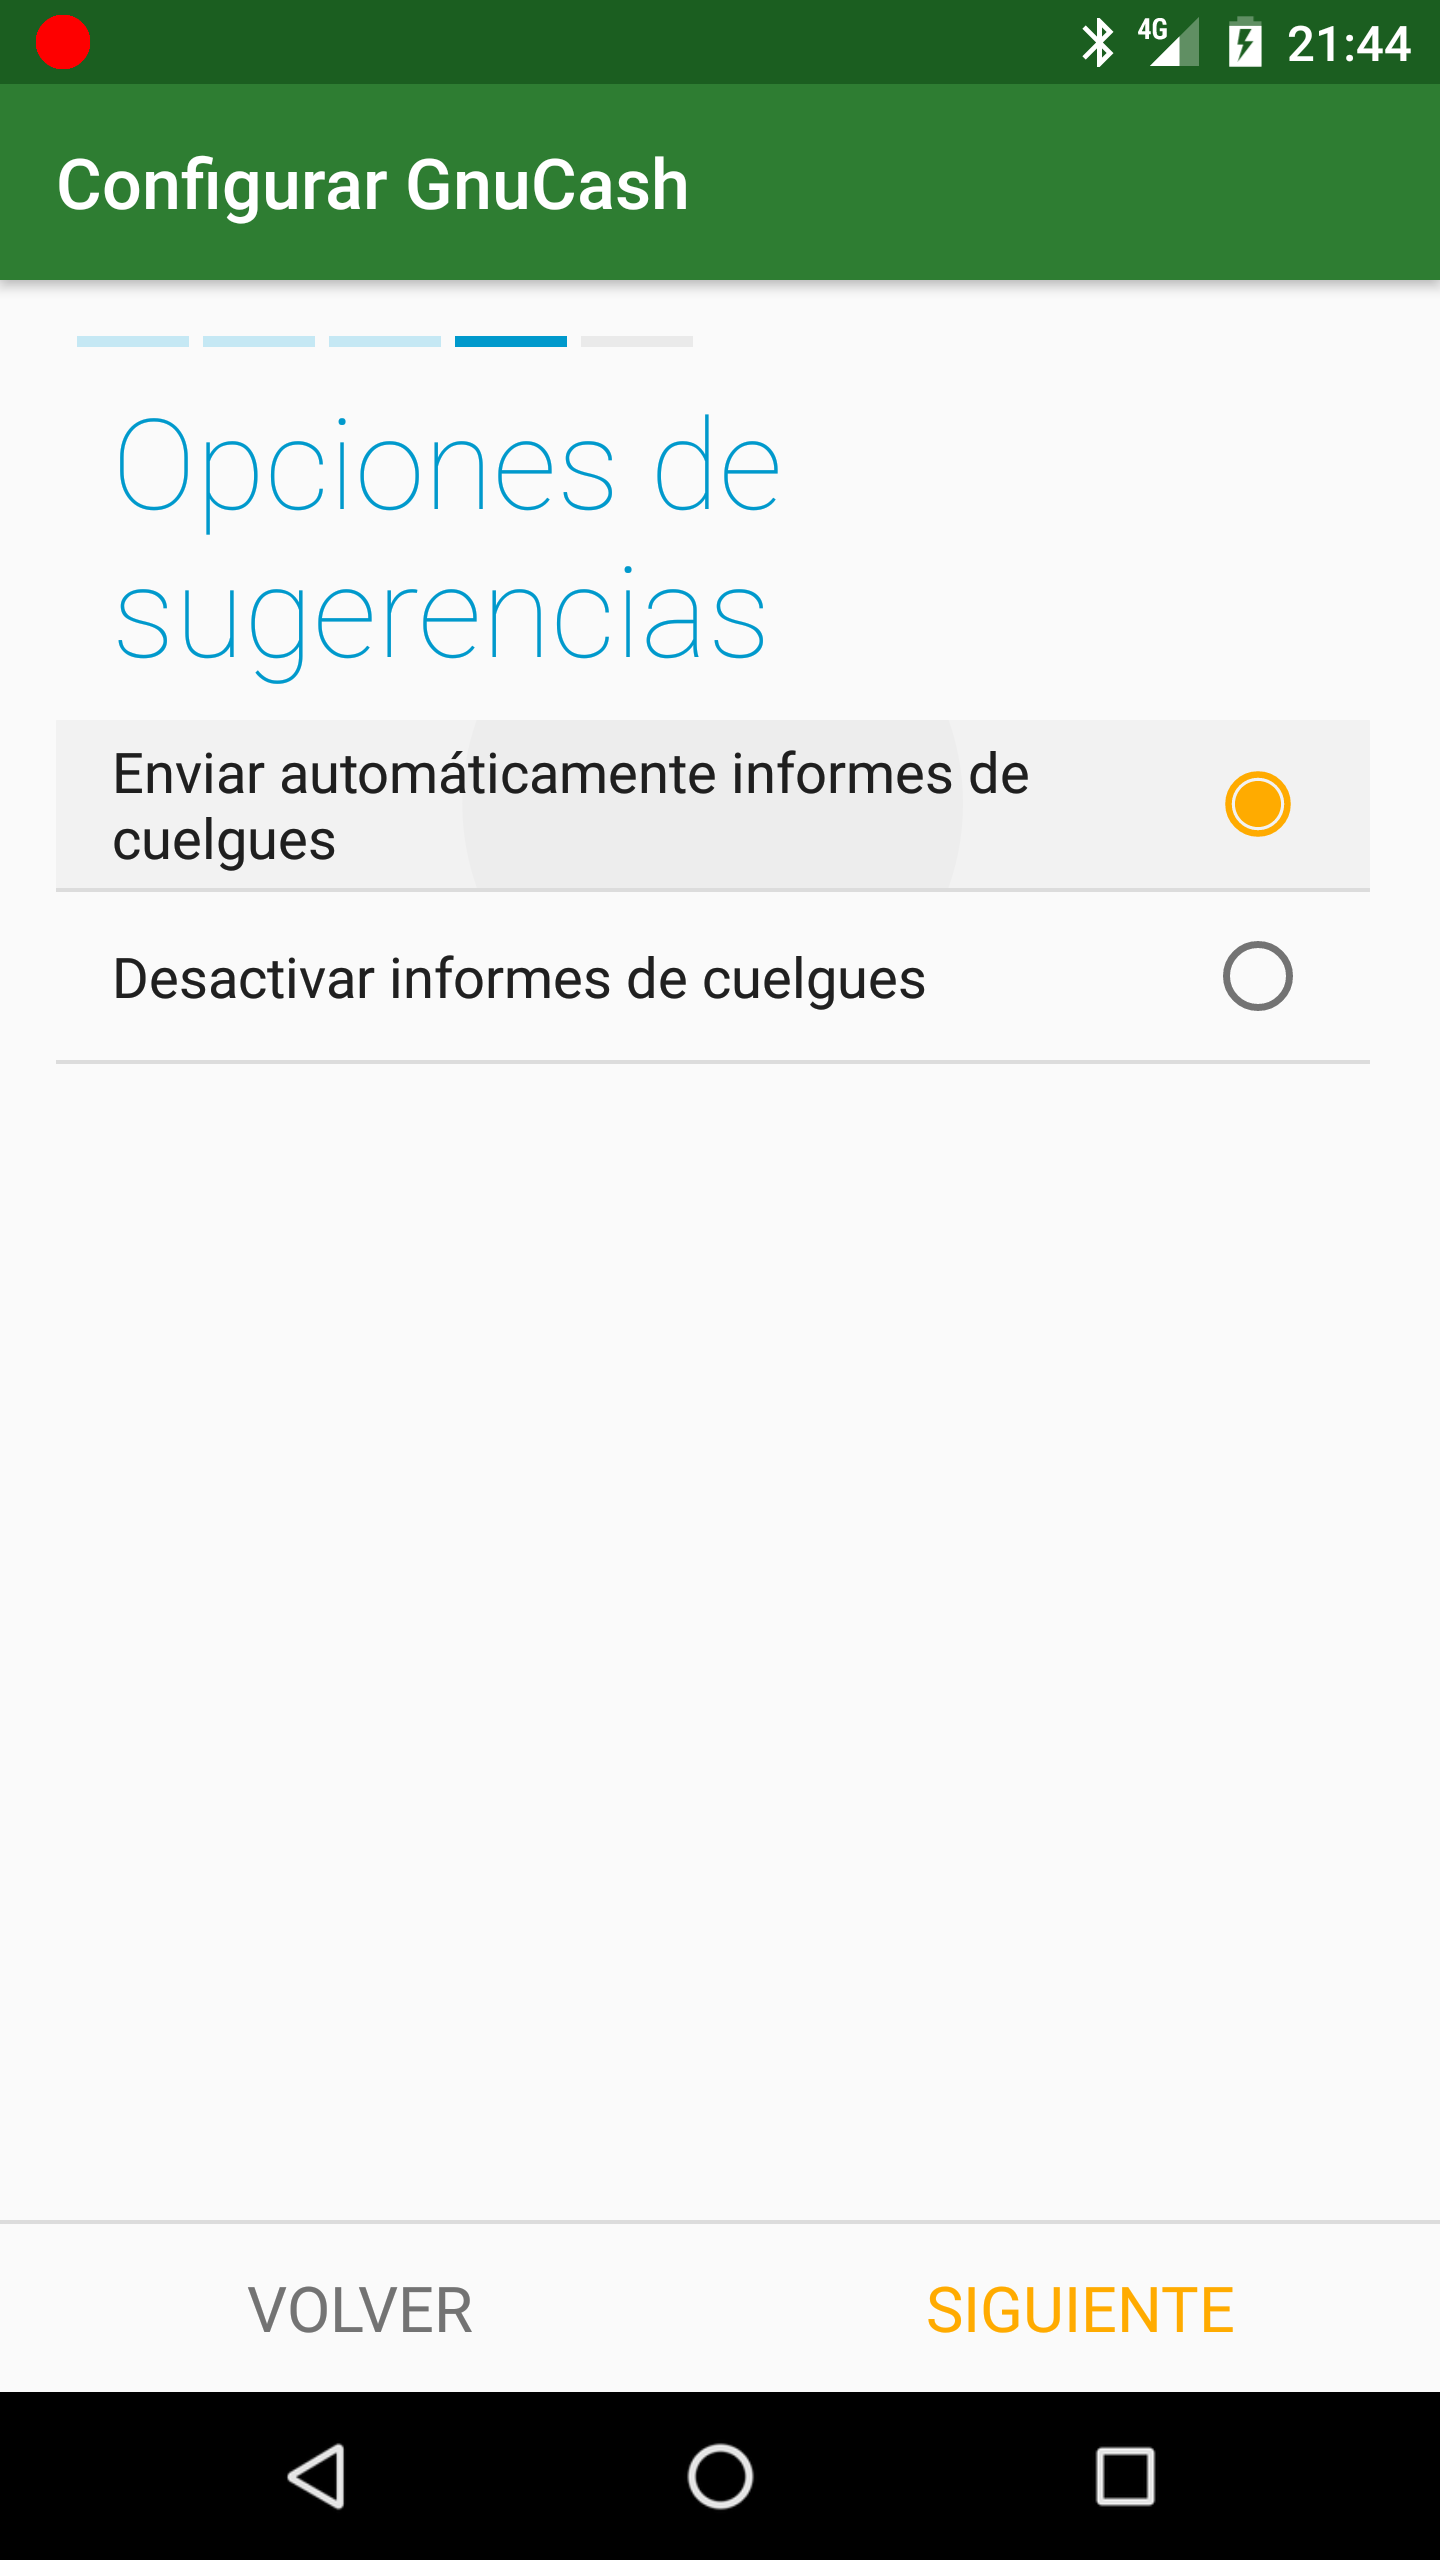 4G 21:44
Configurar GnuCash
Opciones de
sugerencias
Enviar automáticamente informes de
cuelgues
Desactivar informes de cuelgues
VOLVER SIGUIENTE